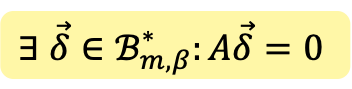 ∃ δ⃗ ∈ ℬ*ₘ,ᵦ: Aδ⃗ = 0